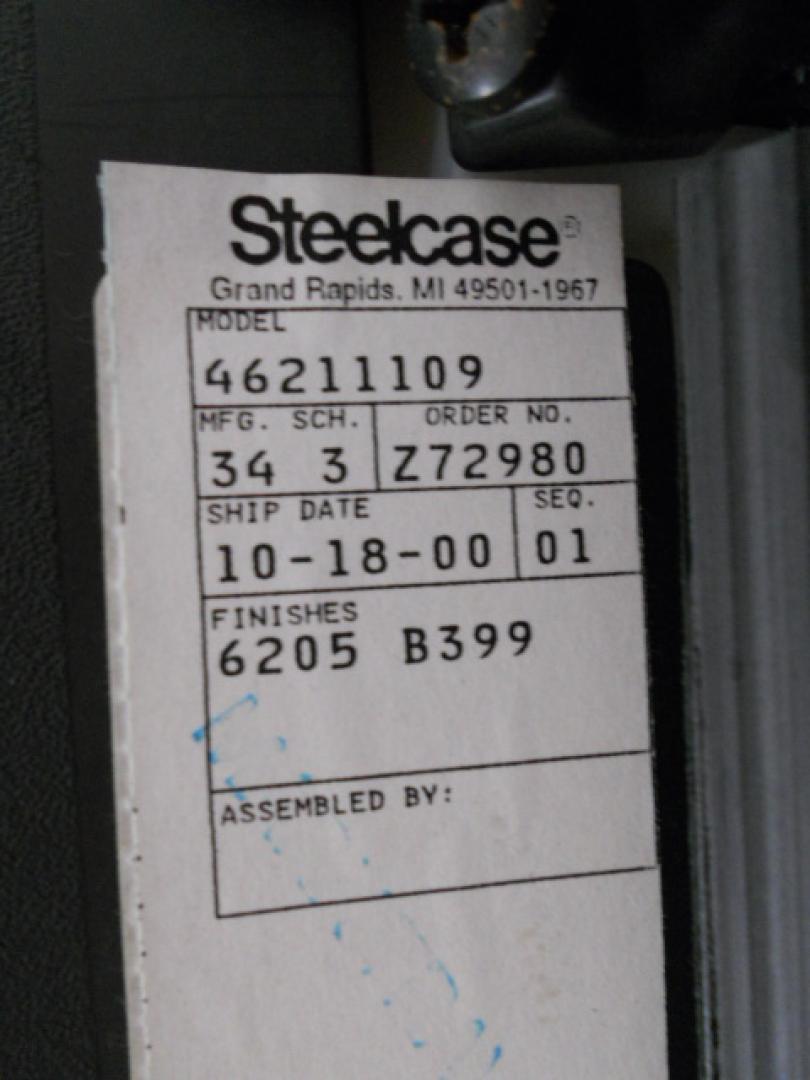 Steelcase®
Grand Rapids, MI 49501-1967
MODEL
46211109
MFG. SCH. ORDER NO.
34 3 Z72980
SHIP DATE SEQ.
10-18-00 01
FINISHES
6205 B399
ASSEMBLED BY: